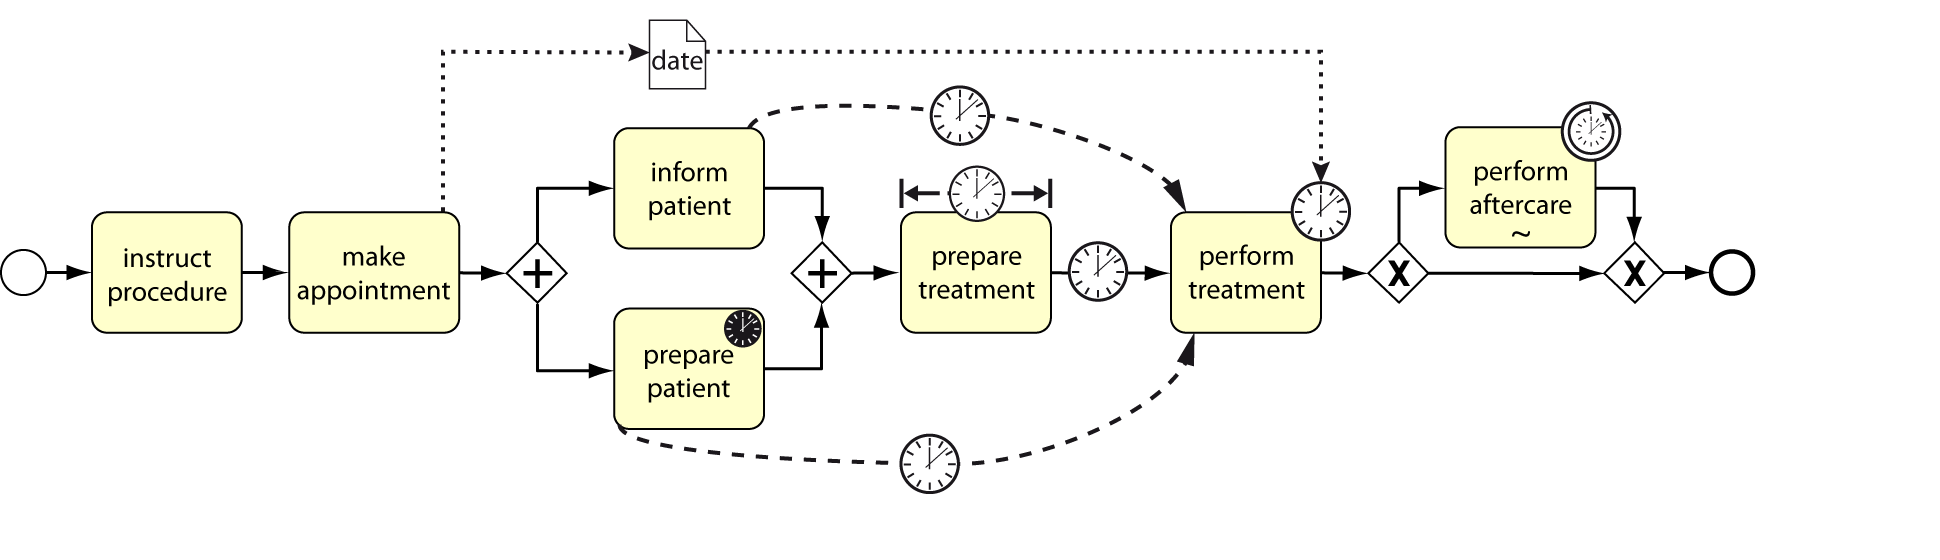 date
inform
patient
instruct
procedure
make
appointment
prepare
patient
prepare
treatment
perform
treatment
perform
aftercare
~
X
X